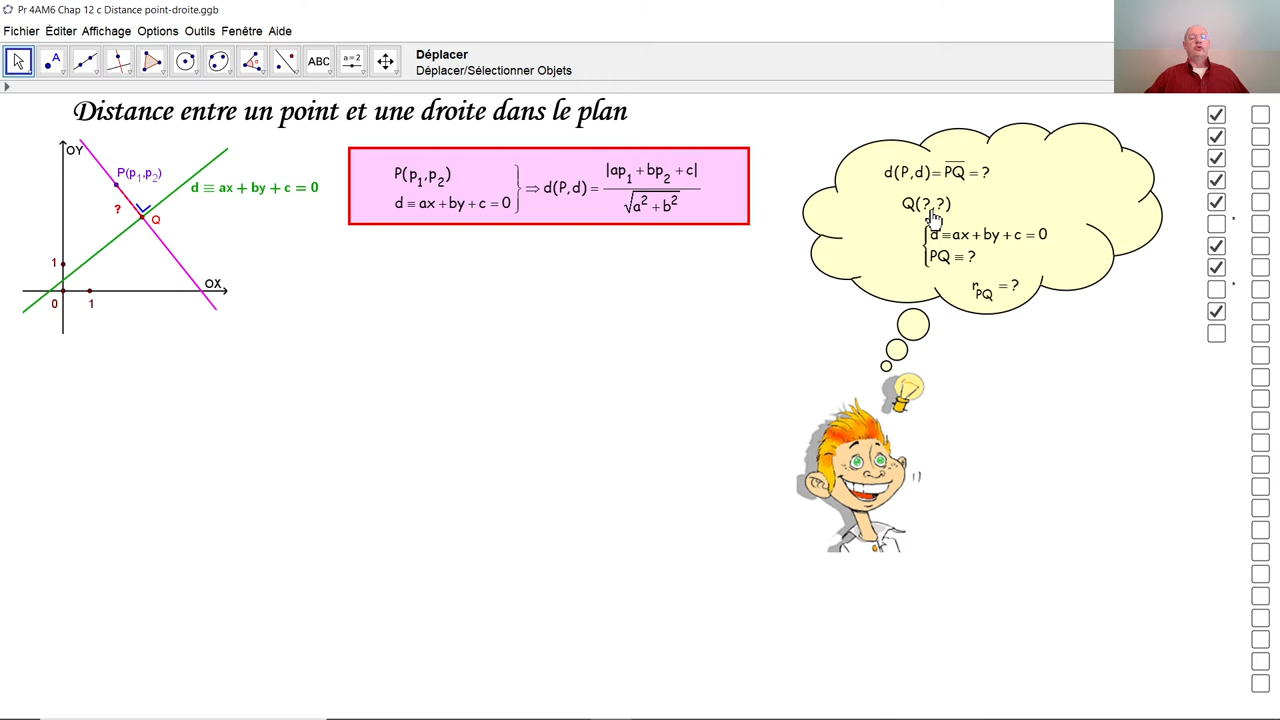 Pr 4AM6 Chap 12 c Distance point-droite.ggb
Fichier Éditer Affichage Options Outils Fenêtre Aide
A
ABC
a=2
Déplacer
Déplacer/Sélectionner Objets
Distance entre un point et une droite dans le plan
OY
P(p₁,p₂)
d ≡ ax + by + c = 0
?
Q
1
OX
0
1
P(p₁,p₂)
d ≡ ax + by + c = 0
⇒ d(P,d) = |ap₁ + bp₂ + c| / √(a² + b²)
d(P,d) = PQ = ?
Q(?,?)
d ≡ ax + by + c = 0
PQ ≡ ?
r_PQ = ?
*
*